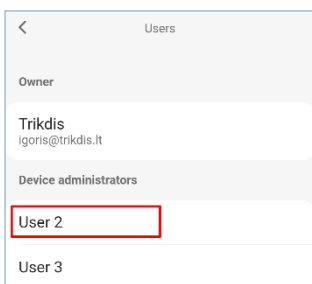 Users
Owner
Trikdis
igoris@trikdis.lt
Device administrators
User 2
User 3